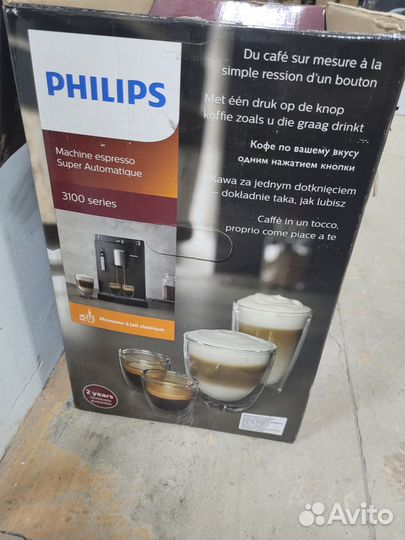 Du café sur mesure à la
simple ression d'un bouton
PHILIPS
Met één druk op de knop
koffie zoals u die graag drinkt
Machine espresso
Super Automatique
Кофе по вашему вкусу
одним нажатием кнопки
3100 series
Kawa za jednym dotknięciem
— dokładnie taka, jak lubisz
Caffè in un tocco,
proprio come piace a te
Mousseur à lait classique
2 years
Avito